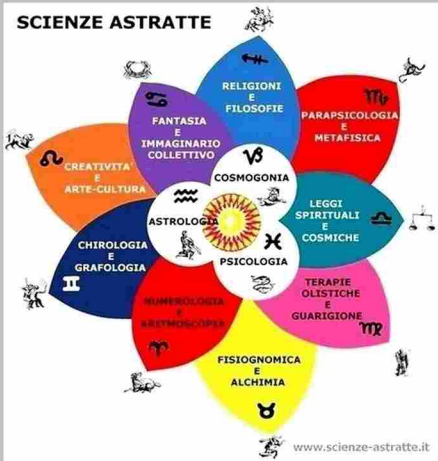 SCIENZE ASTRATTE
RELIGIONI
E
FILOSOFIE
FANTASIA
E
IMMAGINARIO
COLLETTIVO
PARAPSICOLOGIA
E
METAFISICA
CREATIVITA'
E
ARTE-CULTURA
COSMOGONIA
ASTROLOGIA
PSICOLOGIA
LEGGI
SPIRITUALI
E
COSMICHE
CHIROLOGIA
E
GRAFOLOGIA
TERAPIE
OLISTICHE
E
GUARIGIONE
NUMEROLOGIA
E
ARITMOSCOPIA
FISIOGNOMICA
E
ALCHIMIA
www.scienze-astratte.it